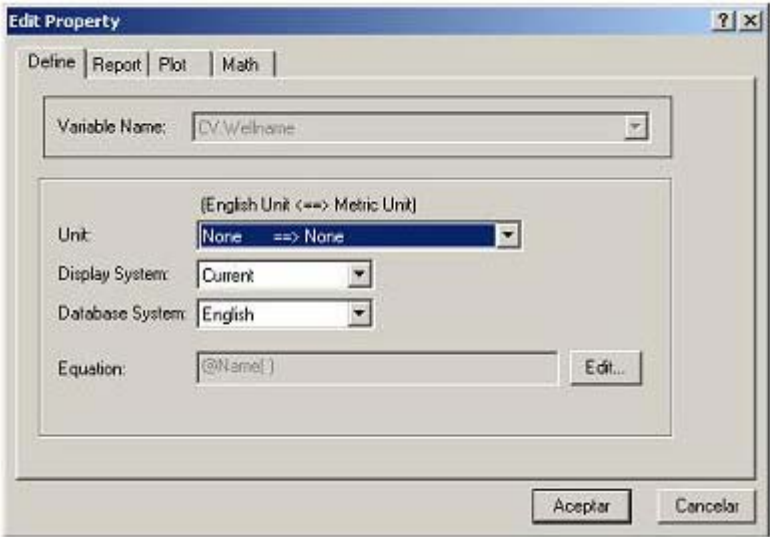 Edit Property
Define Report Plot Math
Variable Name: CV.Wellname
(English Unit <==> Metric Unit)
Unit: None ==> None
Display System: Current
Database System: English
Equation: @Name( ) Edit...
Aceptar Cancelar